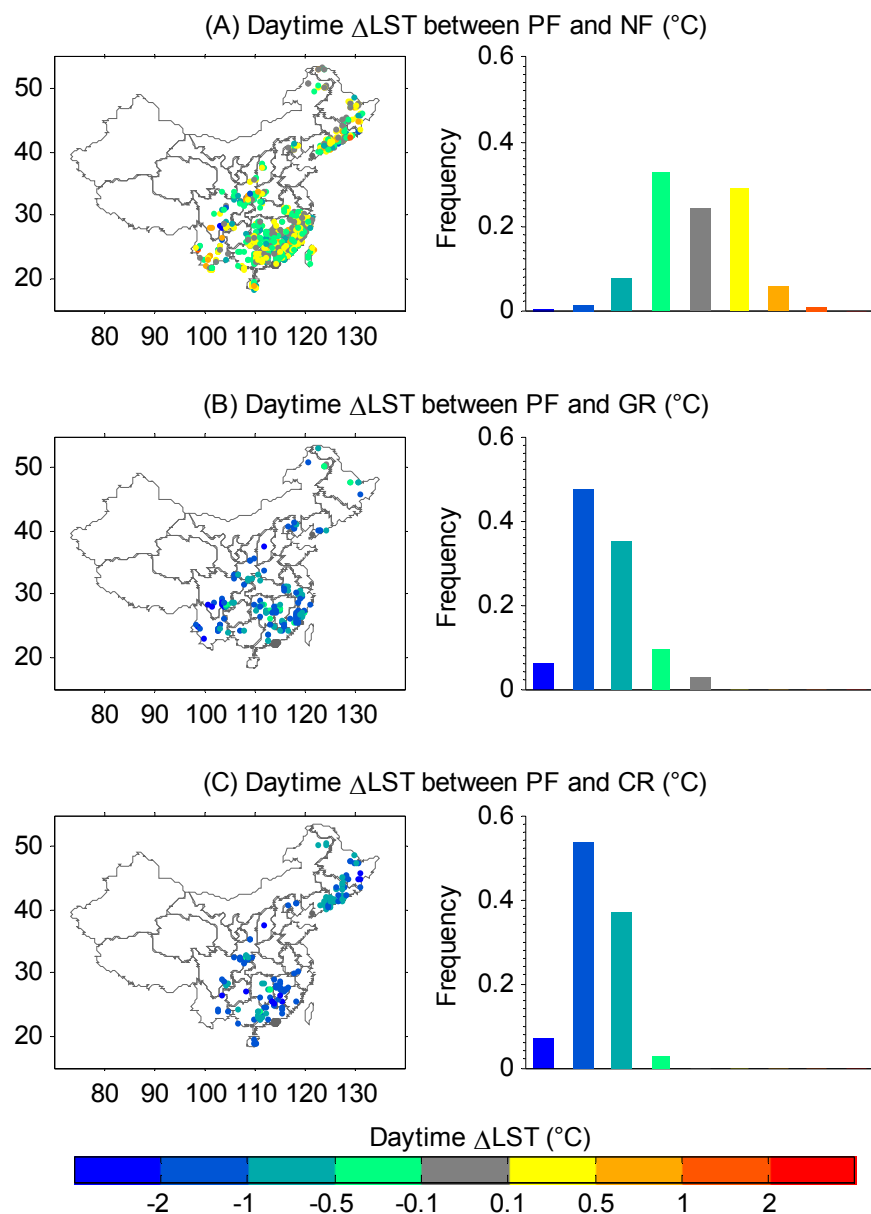 (A) Daytime ΔLST between PF and NF (°C)
50
40
30
20
80 90 100 110 120 130
Frequency
0.6
0.4
0.2
0
(B) Daytime ΔLST between PF and GR (°C)
50
40
30
20
80 90 100 110 120 130
Frequency
0.6
0.4
0.2
0
(C) Daytime ΔLST between PF and CR (°C)
50
40
30
20
80 90 100 110 120 130
Frequency
0.6
0.4
0.2
0
Daytime ΔLST (°C)
-2 -1 -0.5 -0.1 0.1 0.5 1 2